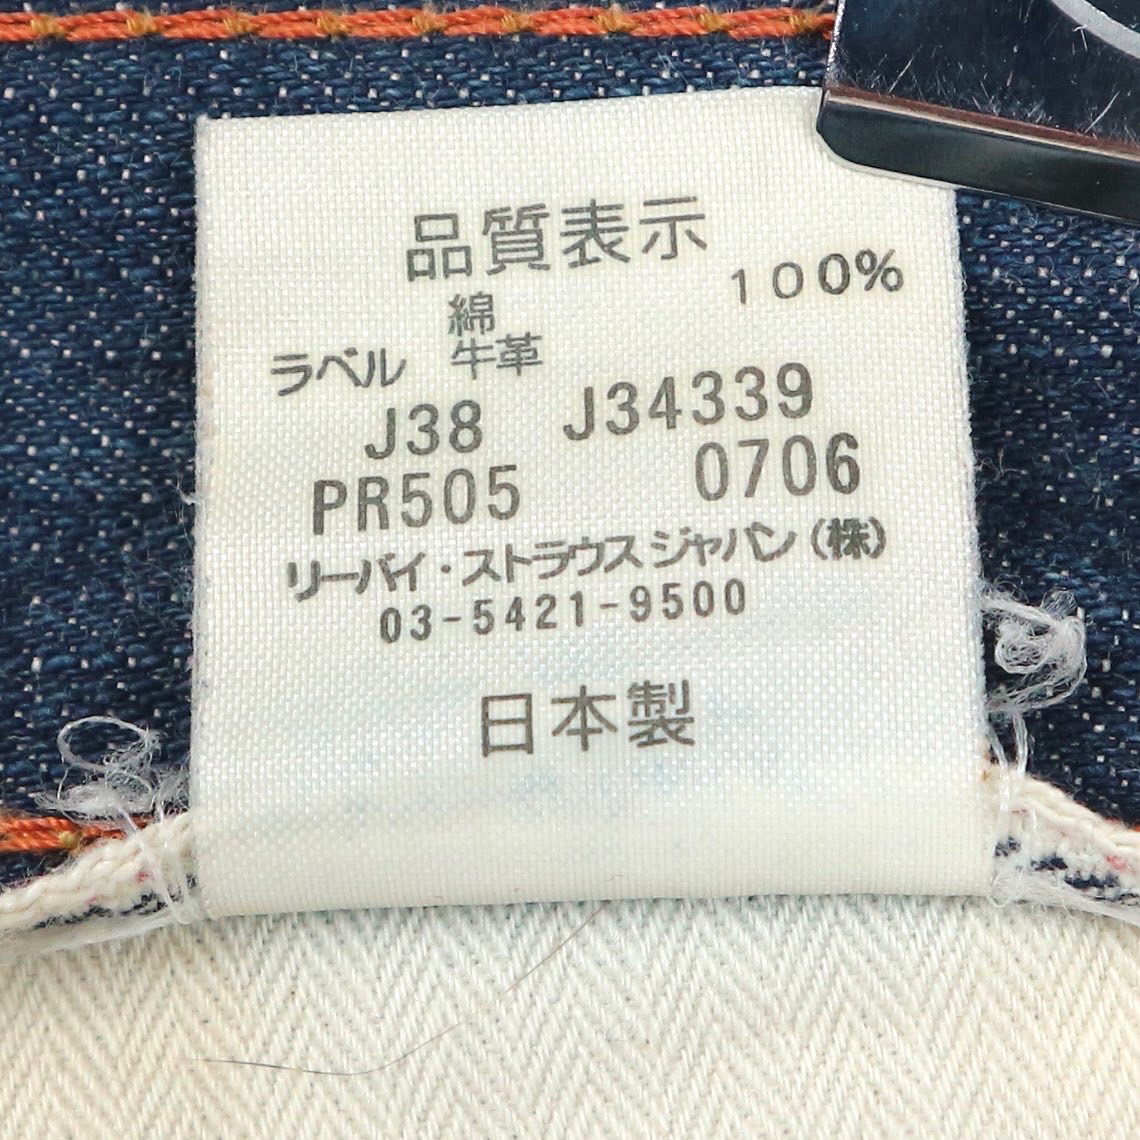 品質表示
綿 100%
ラベル 牛革
J38 J34339
PR505 0706
リーバイ・ストラウス ジャパン(株)
03-5421-9500
日本製